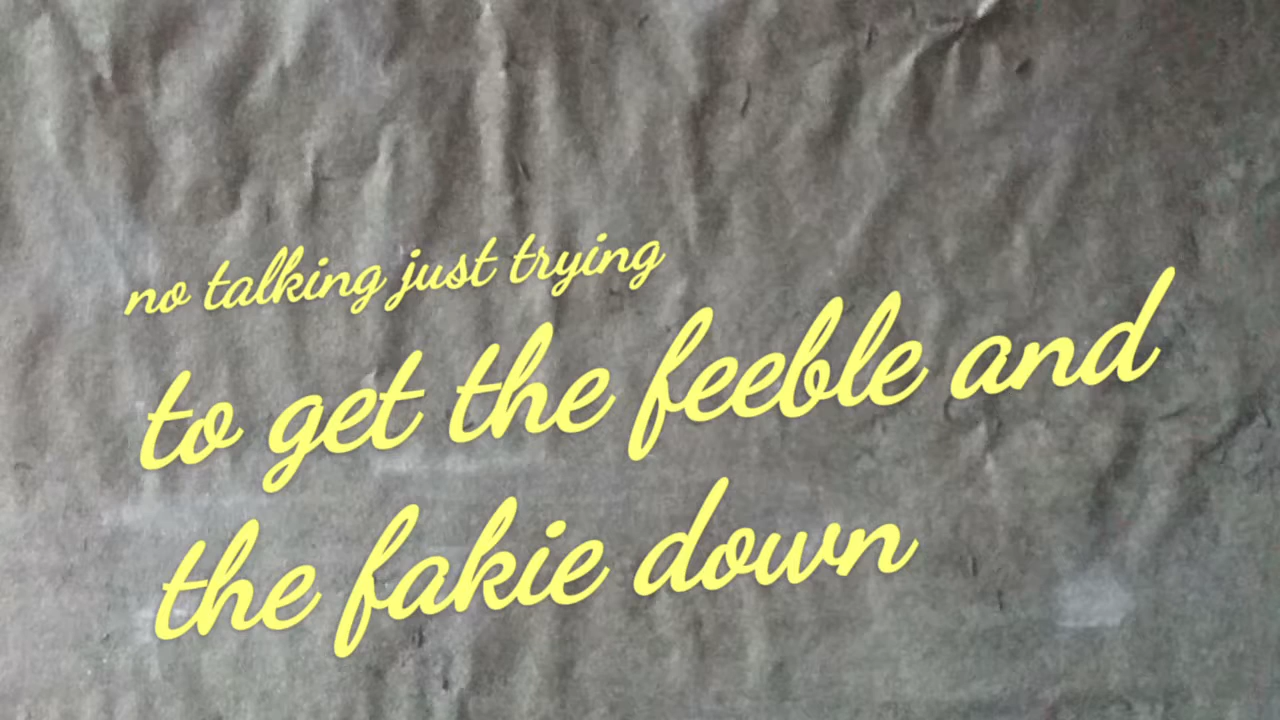 no talking just trying
to get the feeble and
the fakie down